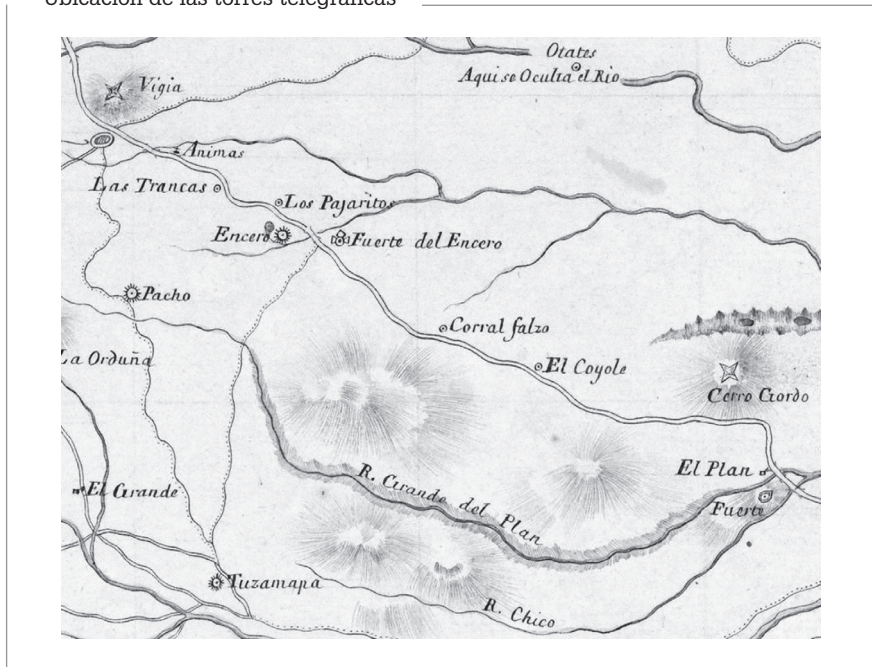 Ubicación de las torres telegráficas
Otates
Aqui se Oculta el Rio
Vigia
Animas
Las Trancas
Los Pajaritos
Encero
Fuerte del Encero
Pacho
Corral falzo
La Orduña
El Coyole
Cerro Gordo
R. Grande del Plan
El Plan
El Grande
Fuerte
Tuzamapa
R. Chico